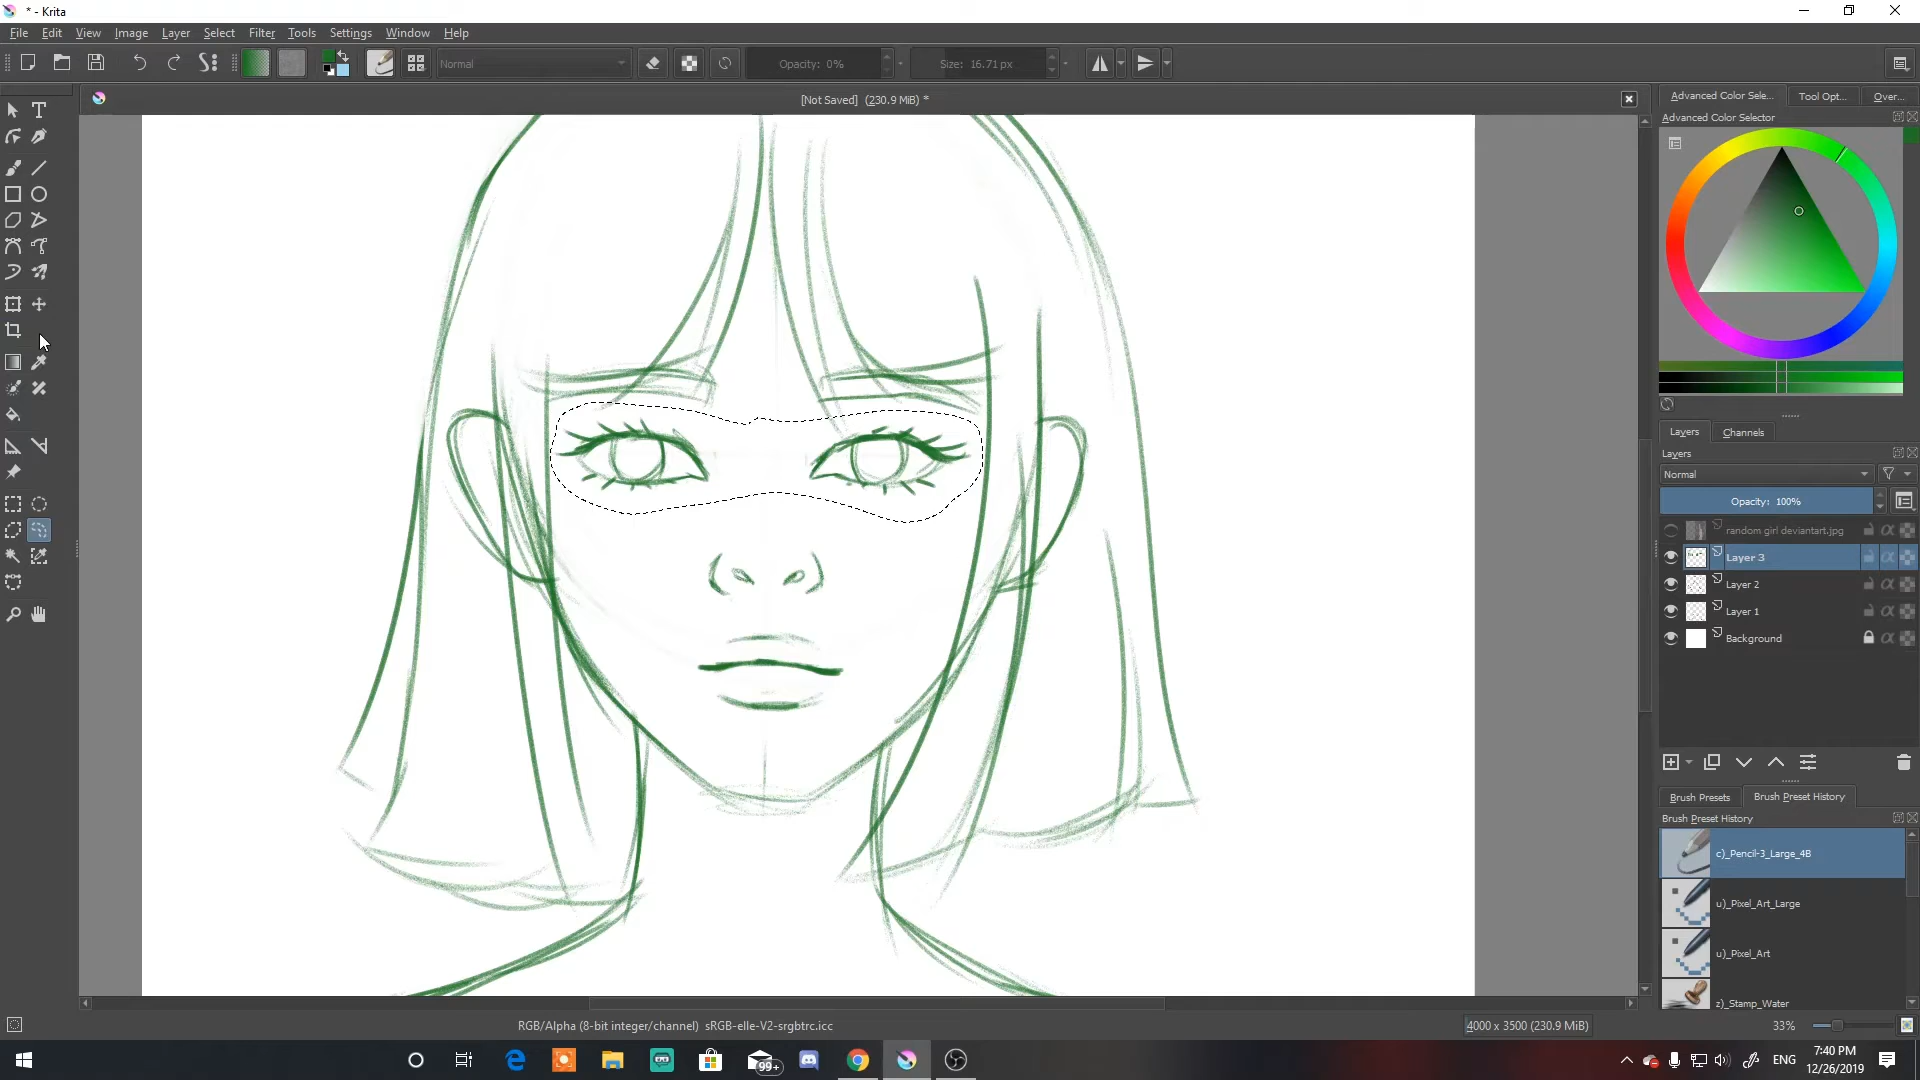 * - Krita
File Edit View Image Layer Select Filter Tools Settings Window Help
Normal Opacity: 0% Size: 16.71 px
[Not Saved] (230.9 MiB) *
Advanced Color Sele... Tool Opt... Over...
Advanced Color Selector
Layers Channels
Layers
Normal
Opacity: 100%
random girl deviantart.jpg
Layer 3
Layer 2
Layer 1
Background
Brush Presets Brush Preset History
Brush Preset History
c)_Pencil-3_Large_4B
u)_Pixel_Art_Large
u)_Pixel_Art
z)_Stamp_Water
RGB/Alpha (8-bit integer/channel) sRGB-elle-V2-srgbtrc.icc
4000 x 3500 (230.9 MiB)
33%
99+
ENG
7:40 PM
12/26/2019